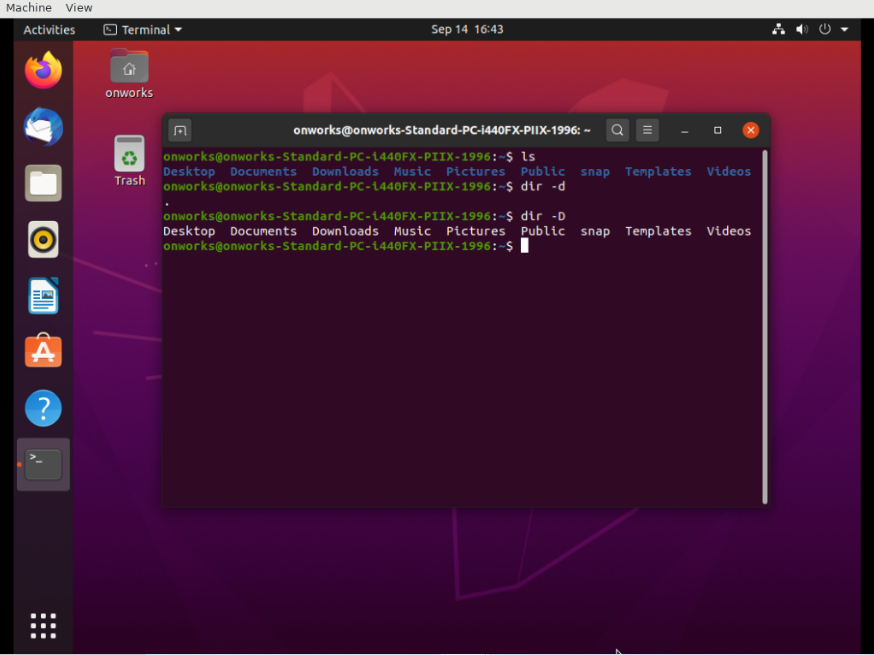 Machine View
Activities Terminal Sep 14 16:43
onworks
Trash
onworks@onworks-Standard-PC-i440FX-PIIX-1996: ~
onworks@onworks-Standard-PC-i440FX-PIIX-1996:~$ ls
Desktop Documents Downloads Music Pictures Public snap Templates Videos
onworks@onworks-Standard-PC-i440FX-PIIX-1996:~$ dir -d
.
onworks@onworks-Standard-PC-i440FX-PIIX-1996:~$ dir -D
Desktop Documents Downloads Music Pictures Public snap Templates Videos
onworks@onworks-Standard-PC-i440FX-PIIX-1996:~$